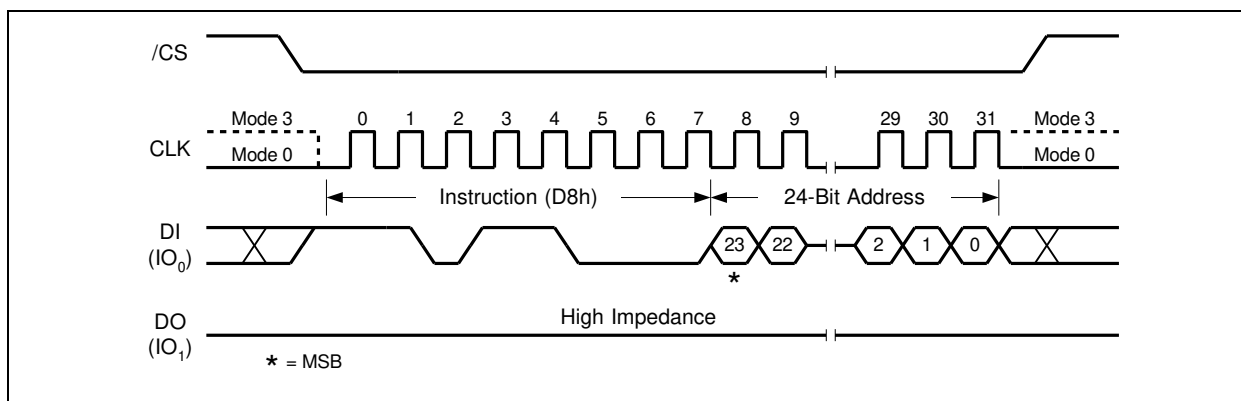 /CS
Mode 3 0 1 2 3 4 5 6 7 8 9 29 30 31 Mode 3
CLK Mode 0 Mode 0
Instruction (D8h) 24-Bit Address
DI
(IO₀)
23 22 2 1 0
*
High Impedance
DO
(IO₁)
* = MSB